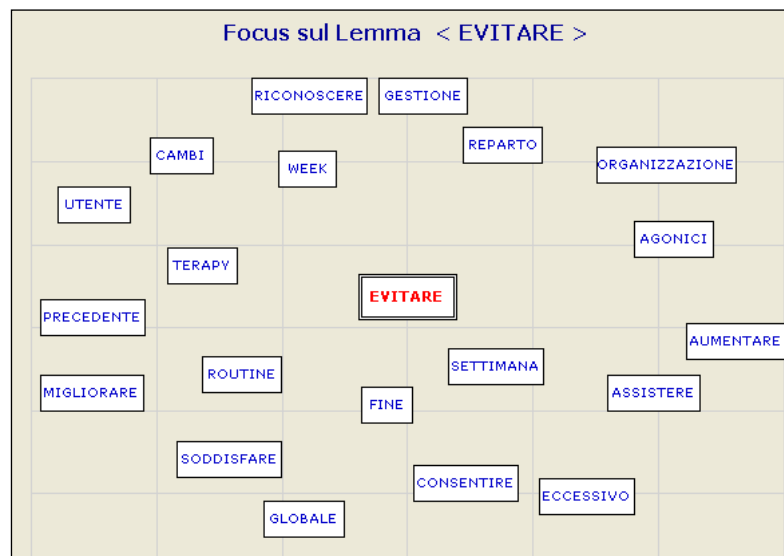 Focus sul Lemma < EVITARE >
RICONOSCERE
GESTIONE
REPARTO
CAMBI
WEEK
ORGANIZZAZIONE
UTENTE
AGONICI
TERAPY
EVITARE
PRECEDENTE
AUMENTARE
SETTIMANA
ROUTINE
MIGLIORARE
FINE
ASSISTERE
SODDISFARE
CONSENTIRE
ECCESSIVO
GLOBALE